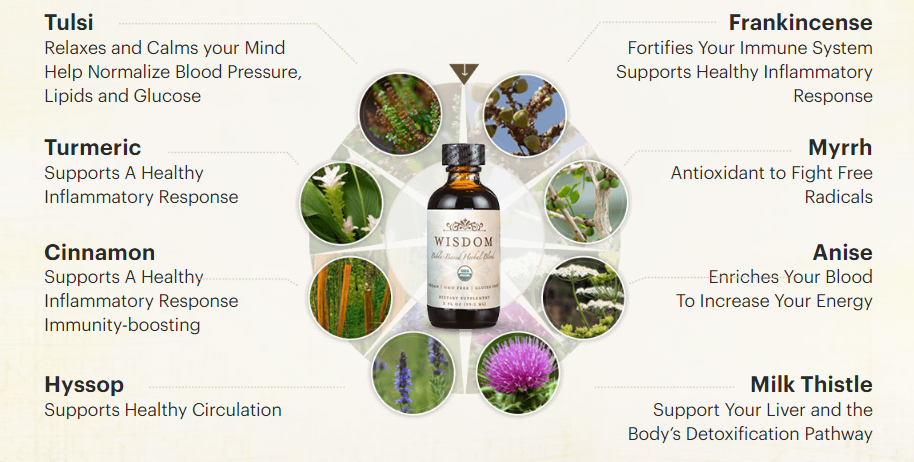 Tulsi
Relaxes and Calms your Mind
Help Normalize Blood Pressure,
Lipids and Glucose
Frankincense
Fortifies Your Immune System
Supports Healthy Inflammatory
Response
Turmeric
Supports A Healthy
Inflammatory Response
Myrrh
Antioxidant to Fight Free
Radicals
WISDOM
Bible-Based Herbal Blend
USDA
ORGANIC
VEGAN | GMO FREE | GLUTEN FREE
DIETARY SUPPLEMENT
2 FL OZ
Cinnamon
Supports A Healthy
Inflammatory Response
Immunity-boosting
Anise
Enriches Your Blood
To Increase Your Energy
Hyssop
Supports Healthy Circulation
Milk Thistle
Support Your Liver and the
Body's Detoxification Pathway